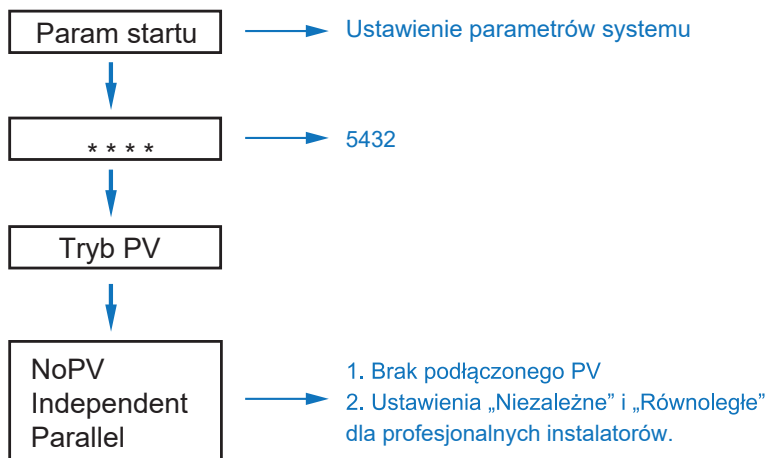 Param startu
Ustawienie parametrów systemu
* * * *
5432
Tryb PV
NoPV
Independent
Parallel
1. Brak podłączonego PV
2. Ustawienia „Niezależne” i „Równoległe”
dla profesjonalnych instalatorów.